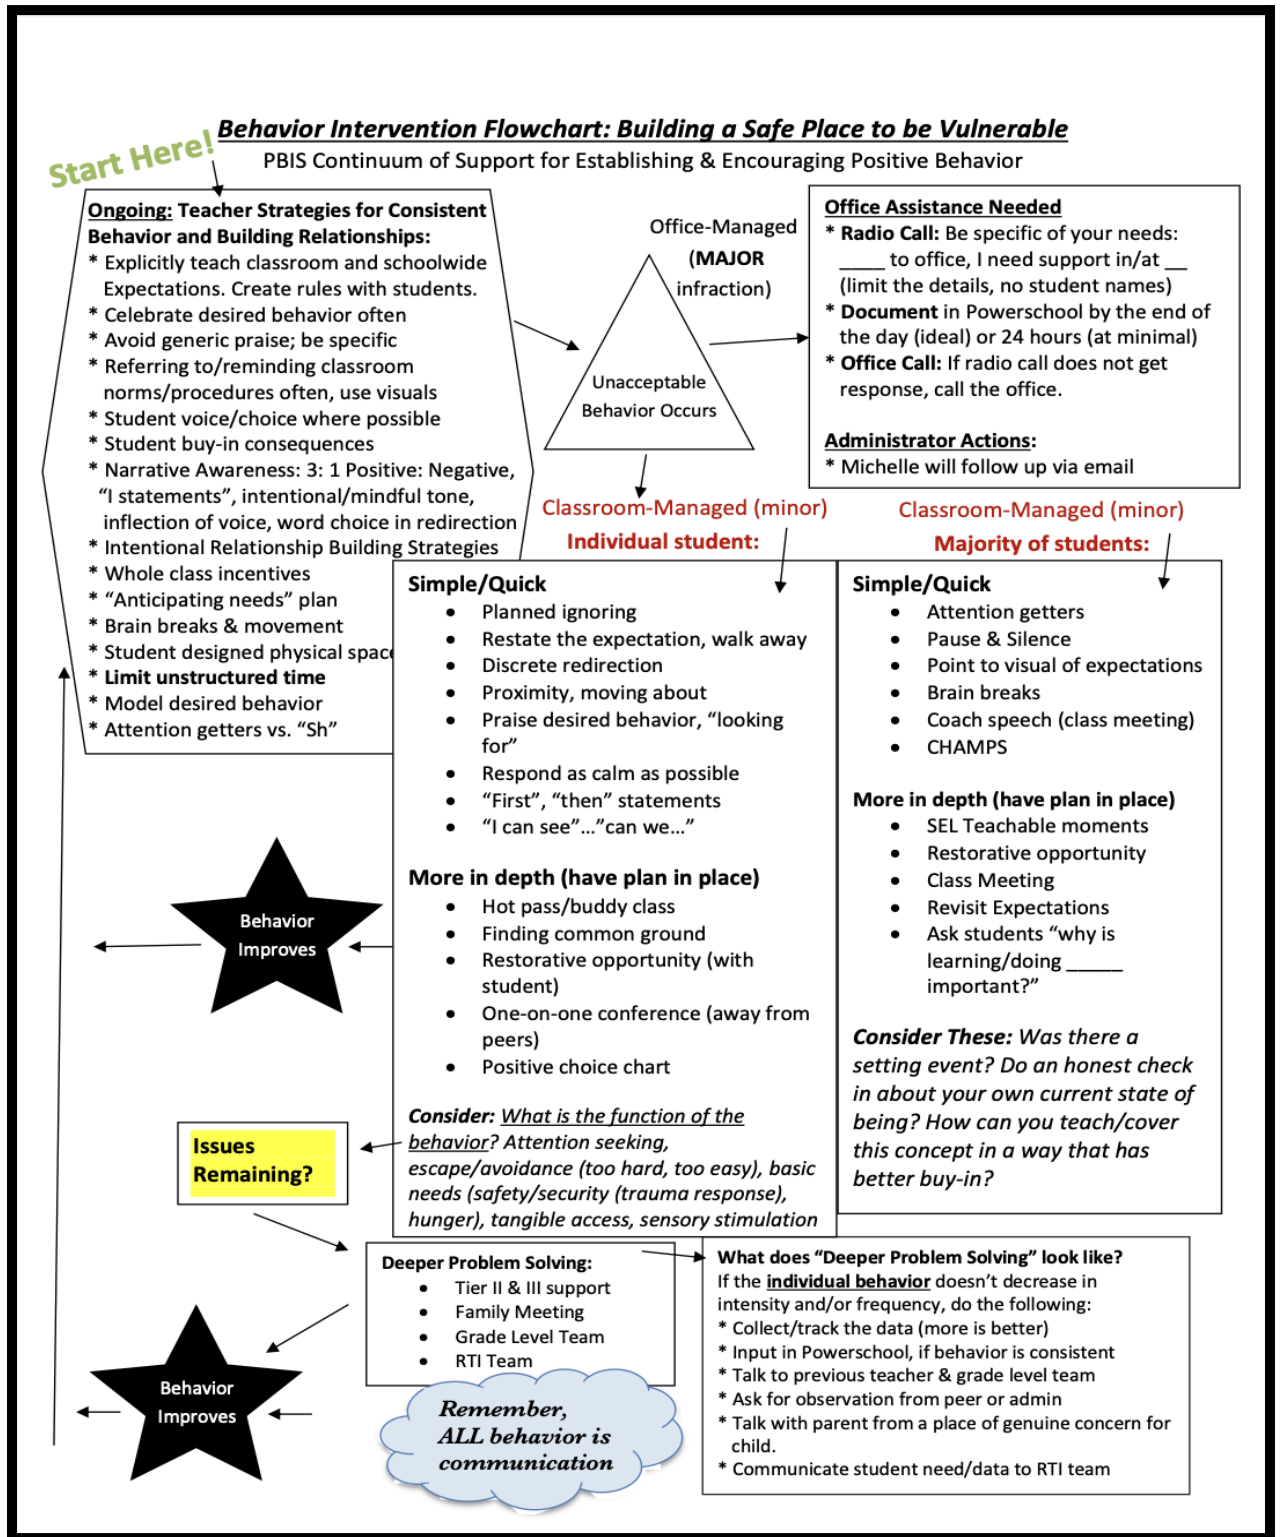 Behavior Intervention Flowchart: Building a Safe Place to be Vulnerable
Start Here!
PBIS Continuum of Support for Establishing & Encouraging Positive Behavior
Ongoing: Teacher Strategies for Consistent
Behavior and Building Relationships:
* Explicitly teach classroom and schoolwide
Expectations. Create rules with students.
* Celebrate desired behavior often
* Avoid generic praise; be specific
* Referring to/reminding classroom
norms/procedures often, use visuals
* Student voice/choice where possible
* Student buy-in consequences
* Narrative Awareness: 3: 1 Positive: Negative,
“I statements”, intentional/mindful tone,
inflection of voice, word choice in redirection
* Intentional Relationship Building Strategies
* Whole class incentives
* “Anticipating needs” plan
* Brain breaks & movement
* Student designed physical space
* Limit unstructured time
* Model desired behavior
* Attention getters vs. “Sh”
Office-Managed
(MAJOR
infraction)
Unacceptable
Behavior Occurs
Office Assistance Needed
* Radio Call: Be specific of your needs:
____ to office, I need support in/at __
(limit the details, no student names)
* Document in Powerschool by the end of
the day (ideal) or 24 hours (at minimal)
* Office Call: If radio call does not get
response, call the office.
Administrator Actions:
* Michelle will follow up via email
Classroom-Managed (minor)
Individual student:
Simple/Quick
• Planned ignoring
• Restate the expectation, walk away
• Discrete redirection
• Proximity, moving about
• Praise desired behavior, “looking
for”
• Respond as calm as possible
• “First”, “then” statements
• “I can see”…”can we…”
More in depth (have plan in place)
• Hot pass/buddy class
• Finding common ground
• Restorative opportunity (with
student)
• One-on-one conference (away from
peers)
• Positive choice chart
Consider: What is the function of the
behavior? Attention seeking,
escape/avoidance (too hard, too easy), basic
needs (safety/security (trauma response),
hunger), tangible access, sensory stimulation
Classroom-Managed (minor)
Majority of students:
Simple/Quick
• Attention getters
• Pause & Silence
• Point to visual of expectations
• Brain breaks
• Coach speech (class meeting)
• CHAMPS
More in depth (have plan in place)
• SEL Teachable moments
• Restorative opportunity
• Class Meeting
• Revisit Expectations
• Ask students “why is
learning/doing _____
important?”
Consider These: Was there a
setting event? Do an honest check
in about your own current state of
being? How can you teach/cover
this concept in a way that has
better buy-in?
Behavior
Improves
Issues
Remaining?
Deeper Problem Solving:
• Tier II & III support
• Family Meeting
• Grade Level Team
• RTI Team
What does “Deeper Problem Solving” look like?
If the individual behavior doesn’t decrease in
intensity and/or frequency, do the following:
* Collect/track the data (more is better)
* Input in Powerschool, if behavior is consistent
* Talk to previous teacher & grade level team
* Ask for observation from peer or admin
* Talk with parent from a place of genuine concern for
child.
* Communicate student need/data to RTI team
Behavior
Improves
Remember,
ALL behavior is
communication